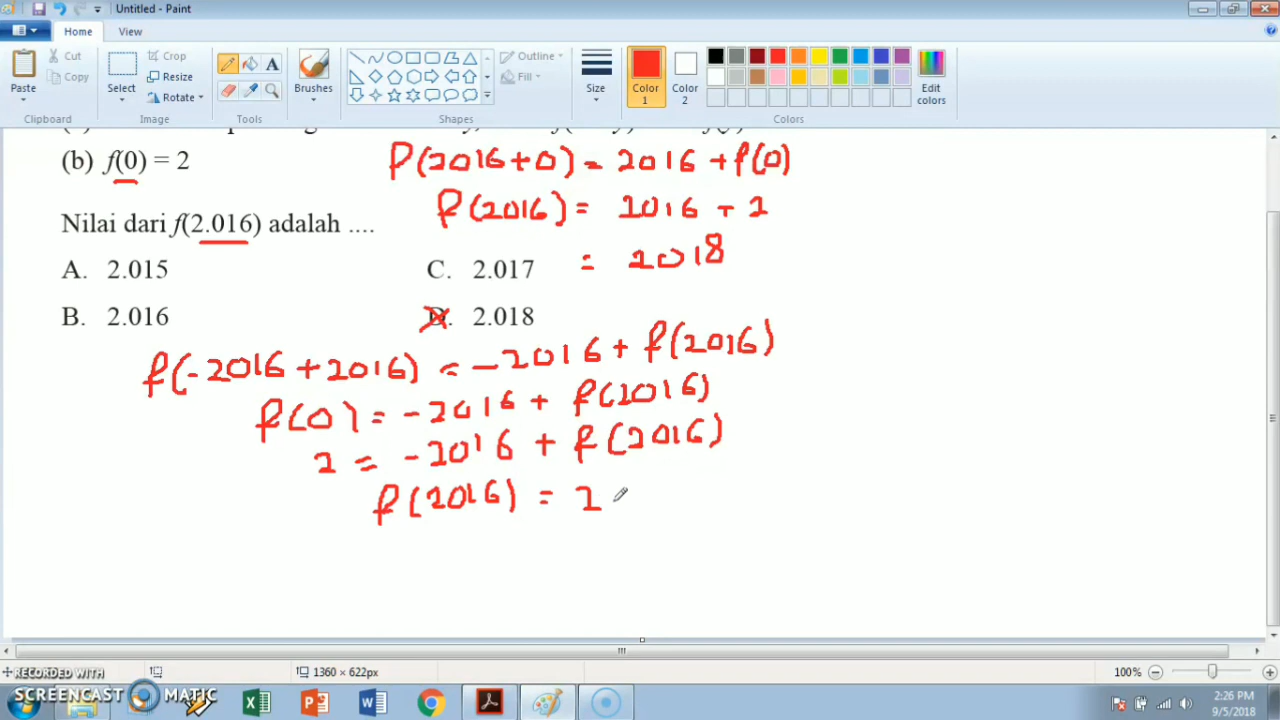 Untitled - Paint
Home View
Cut
Copy
Paste
Clipboard
Select
Crop
Resize
Rotate
Image
Tools
Brushes
Shapes
Outline
Fill
Size
Color 1
Color 2
Edit colors
Colors
f(2016+0) = 2016 + f(0)
(b) f(0) = 2
f(2016) = 2016 + 2
Nilai dari f(2.016) adalah ....
= 2018
A. 2.015
C. 2.017
B. 2.016
D. 2.018
f(-2016 + 2016) = -2016 + f(2016)
f(0) = -2016 + f(2016)
2 = -2016 + f(2016)
f(2016) = 2
1360 × 622px
100%
RECORDED WITH
SCREENCAST MATIC
2:26 PM
9/5/2018